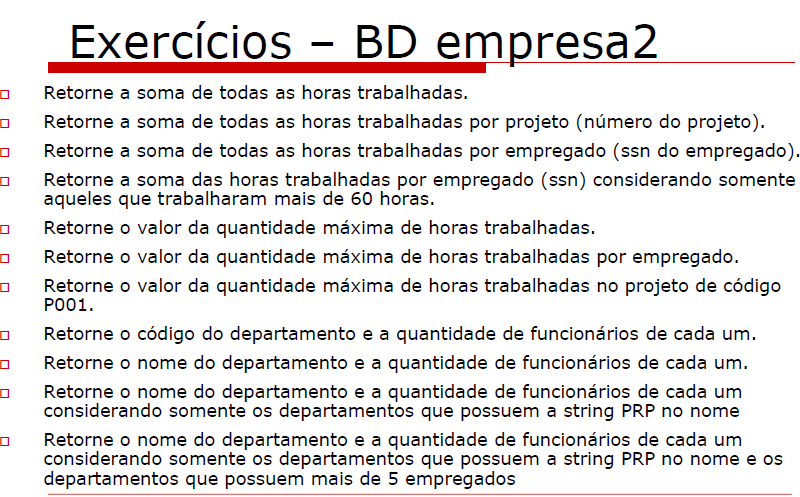 Exercícios – BD empresa2
Retorne a soma de todas as horas trabalhadas.
Retorne a soma de todas as horas trabalhadas por projeto (número do projeto).
Retorne a soma de todas as horas trabalhadas por empregado (ssn do empregado).
Retorne a soma das horas trabalhadas por empregado (ssn) considerando somente
aqueles que trabalharam mais de 60 horas.
Retorne o valor da quantidade máxima de horas trabalhadas.
Retorne o valor da quantidade máxima de horas trabalhadas por empregado.
Retorne o valor da quantidade máxima de horas trabalhadas no projeto de código
P001.
Retorne o código do departamento e a quantidade de funcionários de cada um.
Retorne o nome do departamento e a quantidade de funcionários de cada um.
Retorne o nome do departamento e a quantidade de funcionários de cada um
considerando somente os departamentos que possuem a string PRP no nome
Retorne o nome do departamento e a quantidade de funcionários de cada um
considerando somente os departamentos que possuem a string PRP no nome e os
departamentos que possuem mais de 5 empregados